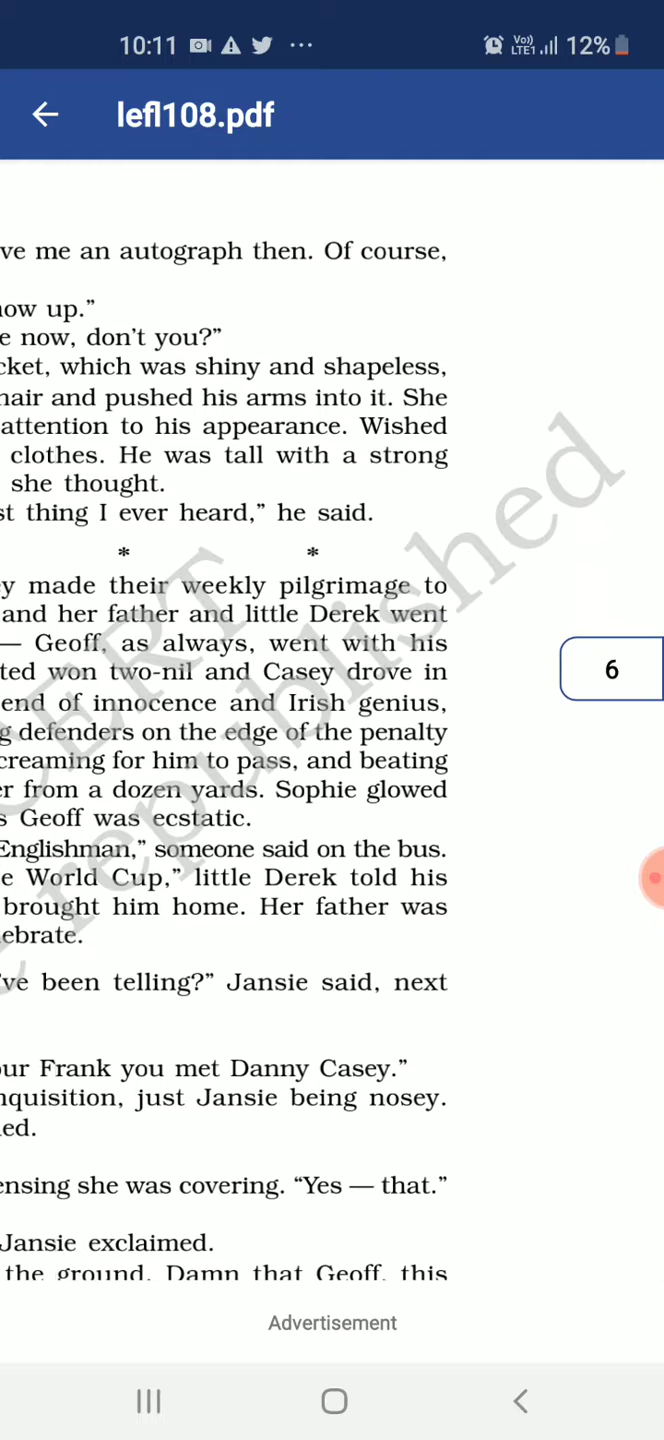 10:11 ... Vo)) LTE1 12%
lefl108.pdf
ve me an autograph then. Of course,
now up.”
e now, don’t you?”
cket, which was shiny and shapeless,
hair and pushed his arms into it. She
attention to his appearance. Wished
clothes. He was tall with a strong
she thought.
st thing I ever heard,” he said.
* *
ey made their weekly pilgrimage to
and her father and little Derek went
— Geoff, as always, went with his
ted won two-nil and Casey drove in
end of innocence and Irish genius,
g defenders on the edge of the penalty
creaming for him to pass, and beating
er from a dozen yards. Sophie glowed
s Geoff was ecstatic.
Englishman,” someone said on the bus.
e World Cup,” little Derek told his
brought him home. Her father was
lebrate.
’ve been telling?” Jansie said, next
our Frank you met Danny Casey.”
nquisition, just Jansie being nosey.
led.
ensing she was covering. “Yes — that.”
Jansie exclaimed.
the ground. Damn that Geoff, this
6
CERT
e republished
Advertisement